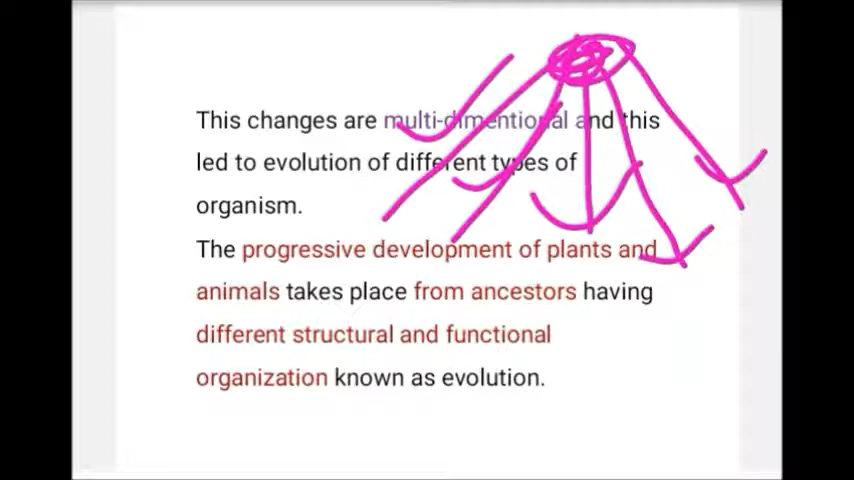 This changes are multi-dimentional and this
led to evolution of different types of
organism.
The progressive development of plants and
animals takes place from ancestors having
different structural and functional
organization known as evolution.